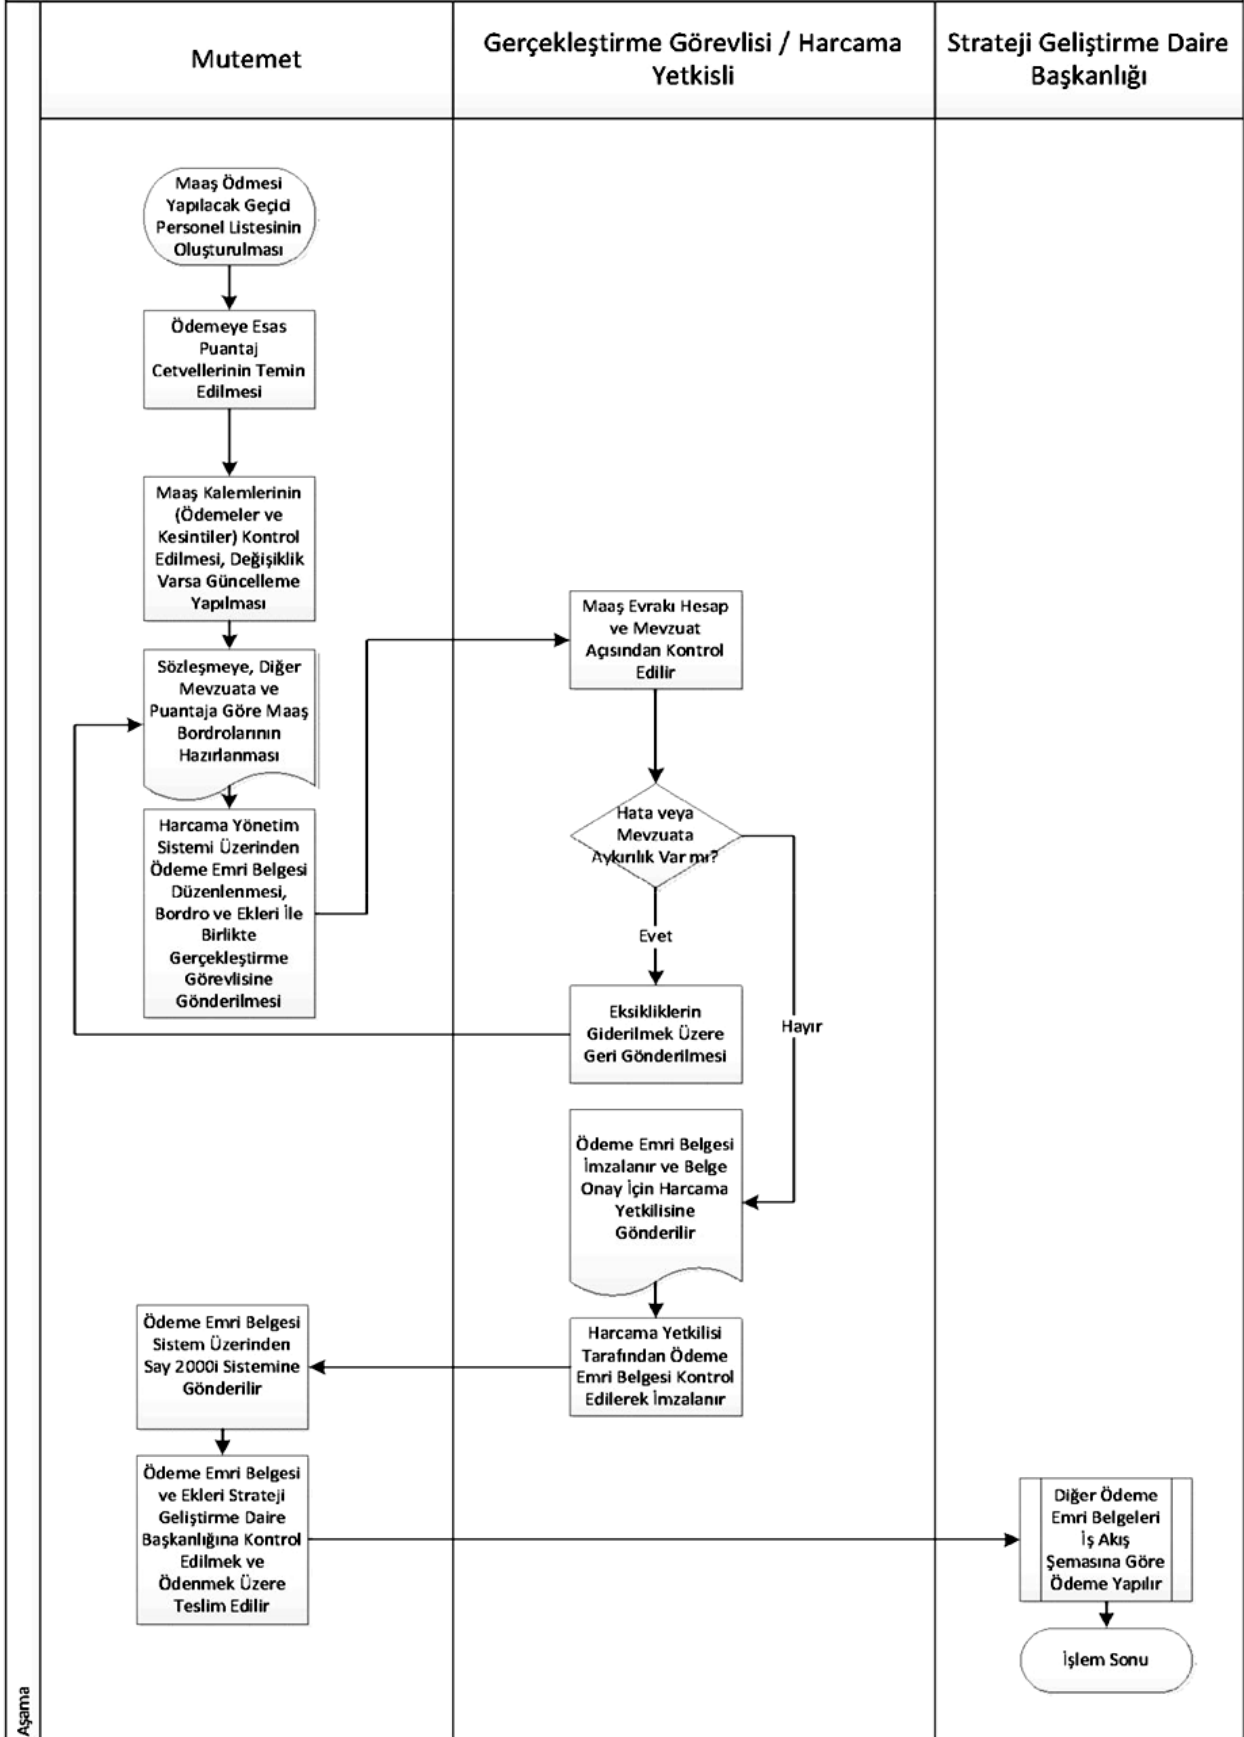 Mutemet
Gerçekleştirme Görevlisi / Harcama
Yetkisli
Strateji Geliştirme Daire
Başkanlığı
Maaş Ödmesi
Yapılacak Geçici
Personel Listesinin
Oluşturulması
Ödemeye Esas
Puantaj
Cetvellerinin Temin
Edilmesi
Maaş Kalemlerinin
(Ödemeler ve
Kesintiler) Kontrol
Edilmesi, Değişiklik
Varsa Güncelleme
Yapılması
Sözleşmeye, Diğer
Mevzuata ve
Puantaja Göre Maaş
Bordrolarının
Hazırlanması
Harcama Yönetim
Sistemi Üzerinden
Ödeme Emri Belgesi
Düzenlenmesi,
Bordro ve Ekleri İle
Birlikte
Gerçekleştirme
Görevlisine
Gönderilmesi
Maaş Evrakı Hesap
ve Mevzuat
Açısından Kontrol
Edilir
Hata veya
Mevzuata
Aykırılık Var mı?
Evet
Hayır
Eksikliklerin
Giderilmek Üzere
Geri Gönderilmesi
Ödeme Emri Belgesi
İmzalanır ve Belge
Onay İçin Harcama
Yetkilisine
Gönderilir
Harcama Yetkilisi
Tarafından Ödeme
Emri Belgesi Kontrol
Edilerek İmzalanır
Ödeme Emri Belgesi
Sistem Üzerinden
Say 2000i Sistemine
Gönderilir
Ödeme Emri Belgesi
ve Ekleri Strateji
Geliştirme Daire
Başkanlığına Kontrol
Edilmek ve
Ödenmek Üzere
Teslim Edilir
Diğer Ödeme
Emri Belgeleri
İş Akış
Şemasına Göre
Ödeme Yapılır
İşlem Sonu
Aşama